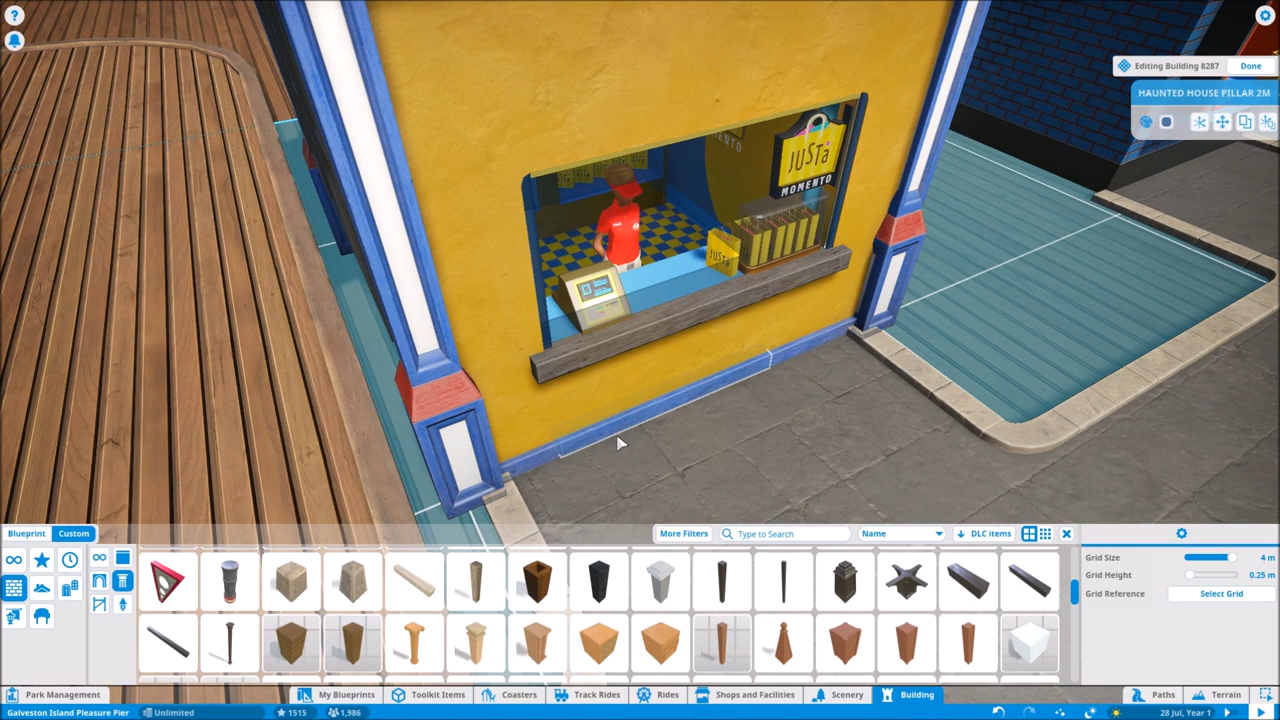 Editing Building 8287
Done
HAUNTED HOUSE PILLAR 2M
JUSTa
MOMENTO
JUSTa
Blueprint
Custom
More Filters
Type to Search
Name
DLC items
Grid Size
4 m
Grid Height
0.25 m
Grid Reference
Select Grid
Park Management
My Blueprints
Toolkit Items
Coasters
Track Rides
Rides
Shops and Facilities
Scenery
Building
Paths
Terrain
Galveston Island Pleasure Pier
Unlimited
1515
1,986
28 Jul, Year 1